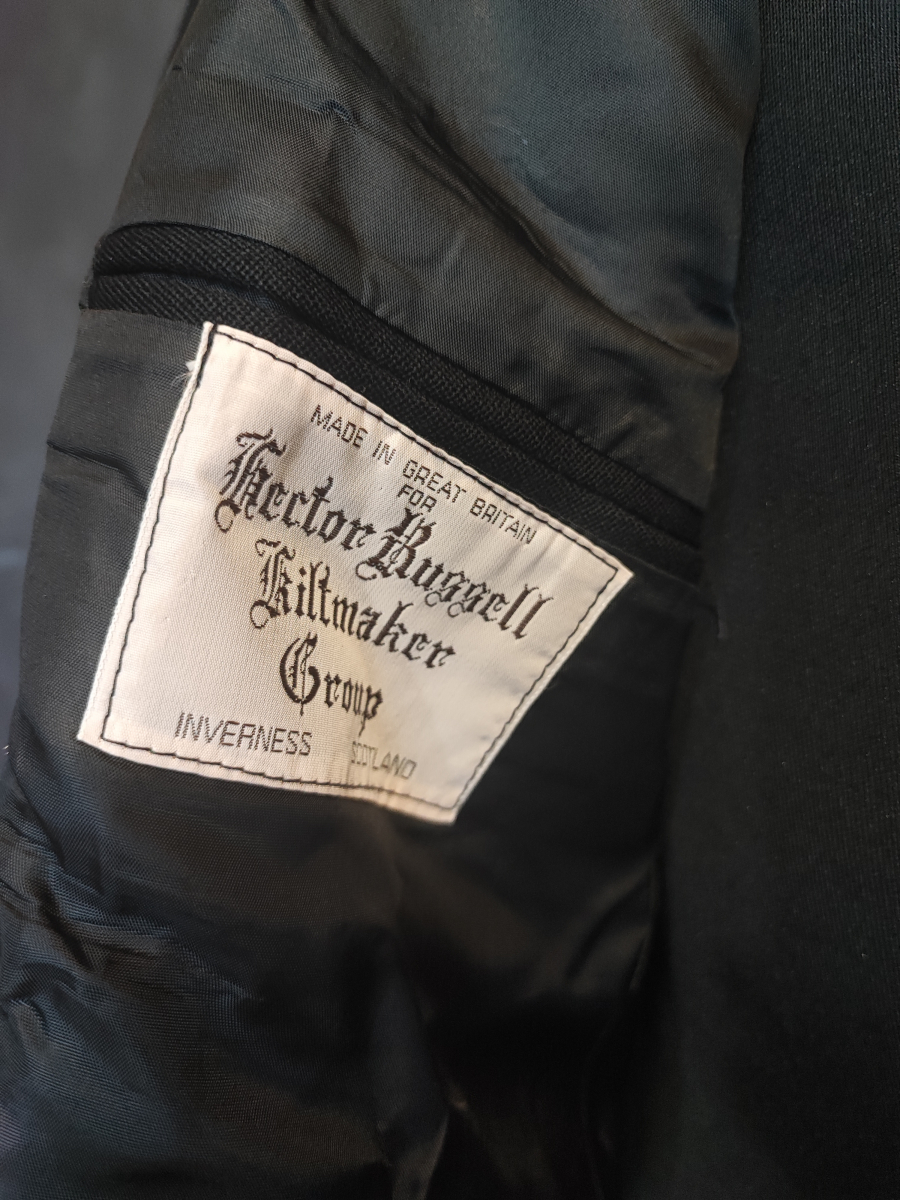 MADE IN GREAT BRITAIN
FOR
Hector Russell
Kiltmaker
Group
INVERNESS SCOTLAND